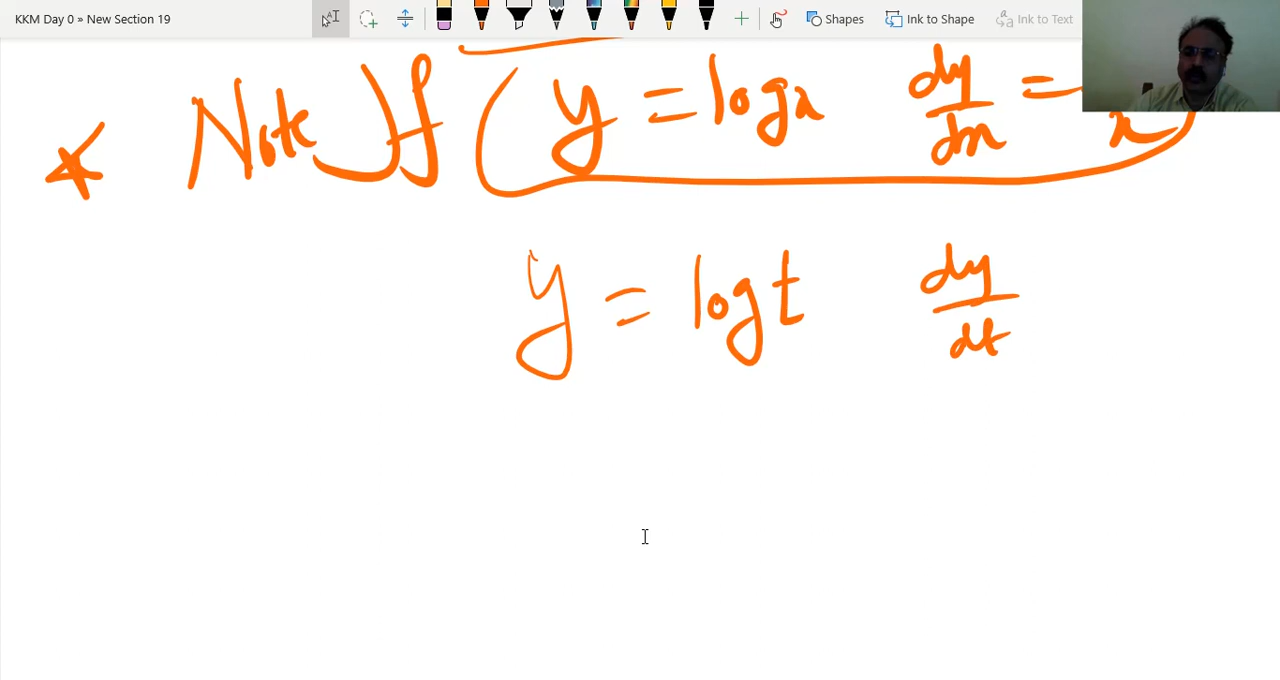 KKM Day 0 » New Section 19
Shapes Ink to Shape Ink to Text
* Note If ( y = log x dy/dx = /x )
y = log t dy/dt